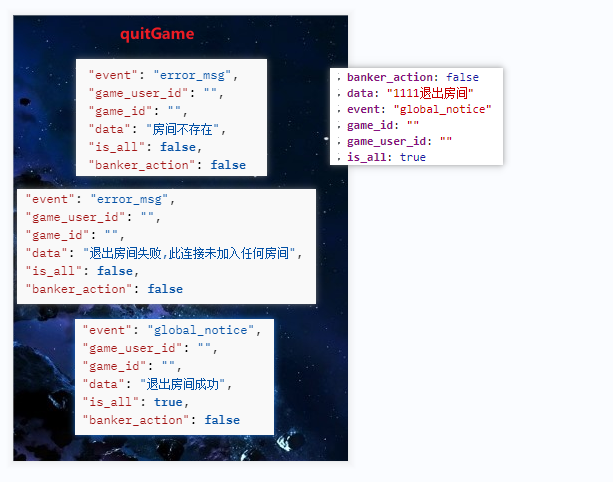 quitGame
"event": "error_msg",
"game_user_id": "",
"game_id": "",
"data": "房间不存在",
"is_all": false,
"banker_action": false
banker_action: false
data: "1111退出房间"
event: "global_notice"
game_id: ""
game_user_id: ""
is_all: true
"event": "error_msg",
"game_user_id": "",
"game_id": "",
"data": "退出房间失败,此连接未加入任何房间",
"is_all": false,
"banker_action": false
"event": "global_notice",
"game_user_id": "",
"game_id": "",
"data": "退出房间成功",
"is_all": true,
"banker_action": false